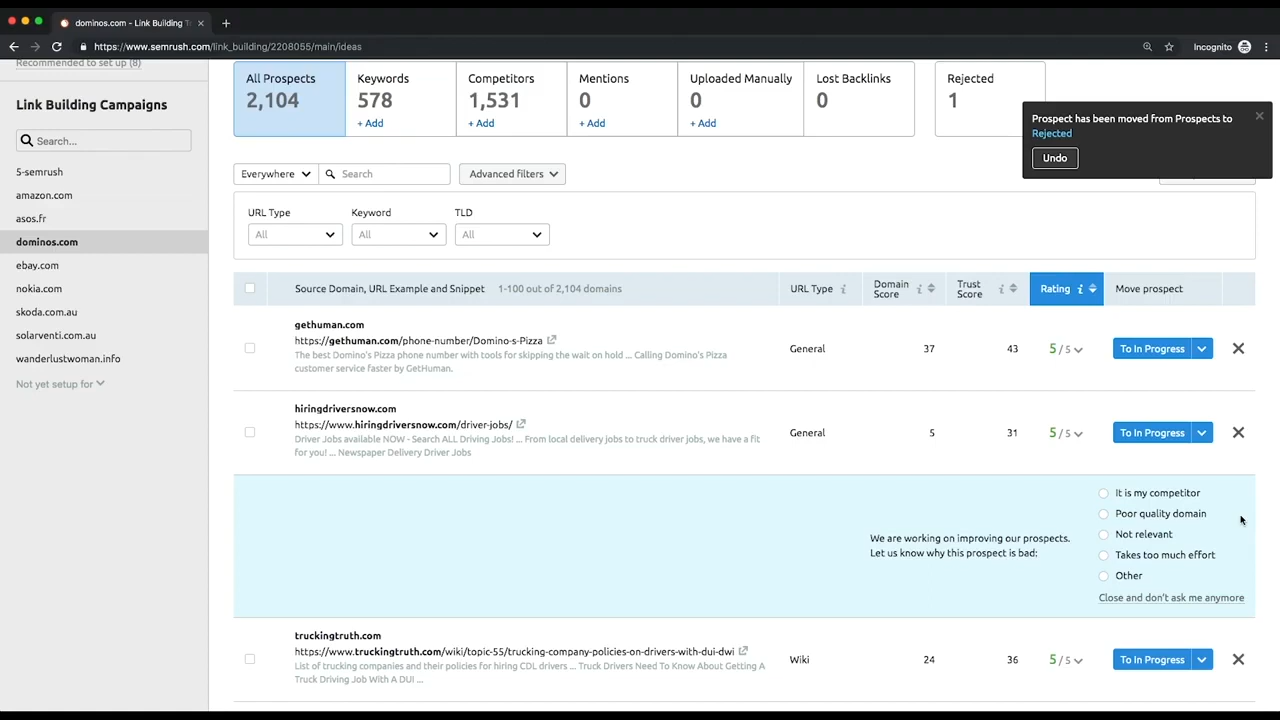 dominos.com - Link Building T
https://www.semrush.com/link_building/2208055/main/ideas
Incognito
Recommended to set up (8)
Link Building Campaigns
Search...
5-semrush
amazon.com
asos.fr
dominos.com
ebay.com
nokia.com
skoda.com.au
solarventi.com.au
wanderlustwoman.info
Not yet setup for
All Prospects
2,104
Keywords
578
+ Add
Competitors
1,531
+ Add
Mentions
0
+ Add
Uploaded Manually
0
+ Add
Lost Backlinks
0
Rejected
1
Prospect has been moved from Prospects to
Rejected
Undo
Everywhere
Search
Advanced filters
URL Type
Keyword
TLD
All
All
All
Source Domain, URL Example and Snippet 1-100 out of 2,104 domains
URL Type
Domain
Score
Trust
Score
Rating
Move prospect
gethuman.com
https://gethuman.com/phone-number/Domino-s-Pizza
The best Domino's Pizza phone number with tools for skipping the wait on hold ... Calling Domino's Pizza
customer service faster by GetHuman.
General 37 43 5 / 5 To In Progress
hiringdriversnow.com
https://www.hiringdriversnow.com/driver-jobs/
Driver Jobs available NOW - Search ALL Driving Jobs! ... From local delivery jobs to truck driver jobs, we have a fit
for you! ... Newspaper Delivery Driver Jobs
General 5 31 5 / 5 To In Progress
We are working on improving our prospects.
Let us know why this prospect is bad:
It is my competitor
Poor quality domain
Not relevant
Takes too much effort
Other
Close and don't ask me anymore
truckingtruth.com
https://www.truckingtruth.com/wiki/topic-55/trucking-company-policies-on-drivers-with-dui-dwi
List of trucking companies and their policies for hiring CDL drivers ... Truck Drivers Need To Know About Getting A
Truck Driving Job With A DUI ...
Wiki 24 36 5 / 5 To In Progress